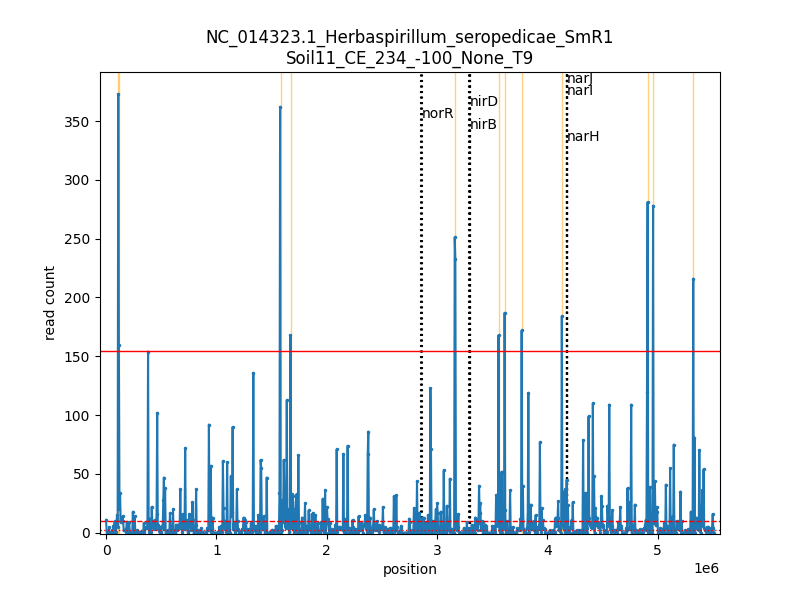 NC_014323.1_Herbaspirillum_seropedicae_SmR1
Soil11_CE_234_-100_None_T9
narJ
narI
nirD
norR
nirB
narH
read count
350
300
250
200
150
100
50
0
0
1
2
3
4
5
1e6
position